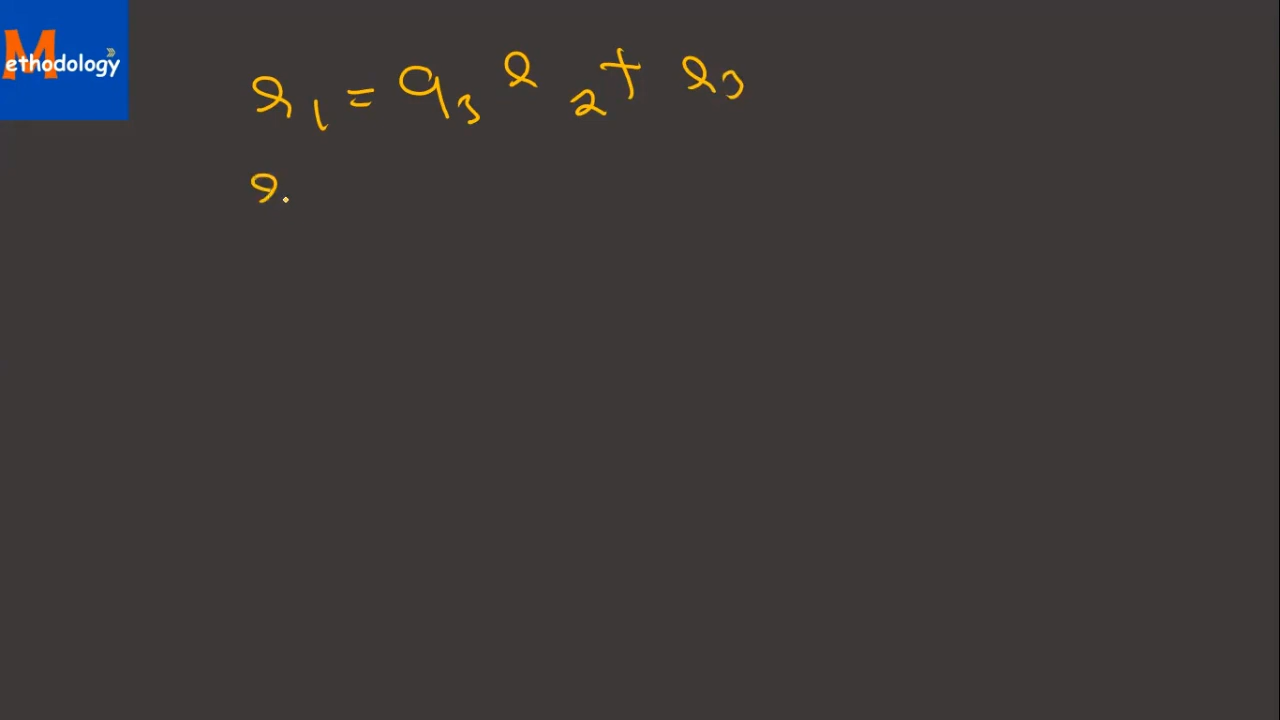 Methodology
r₁ = q₃ r₂ + r₃
r